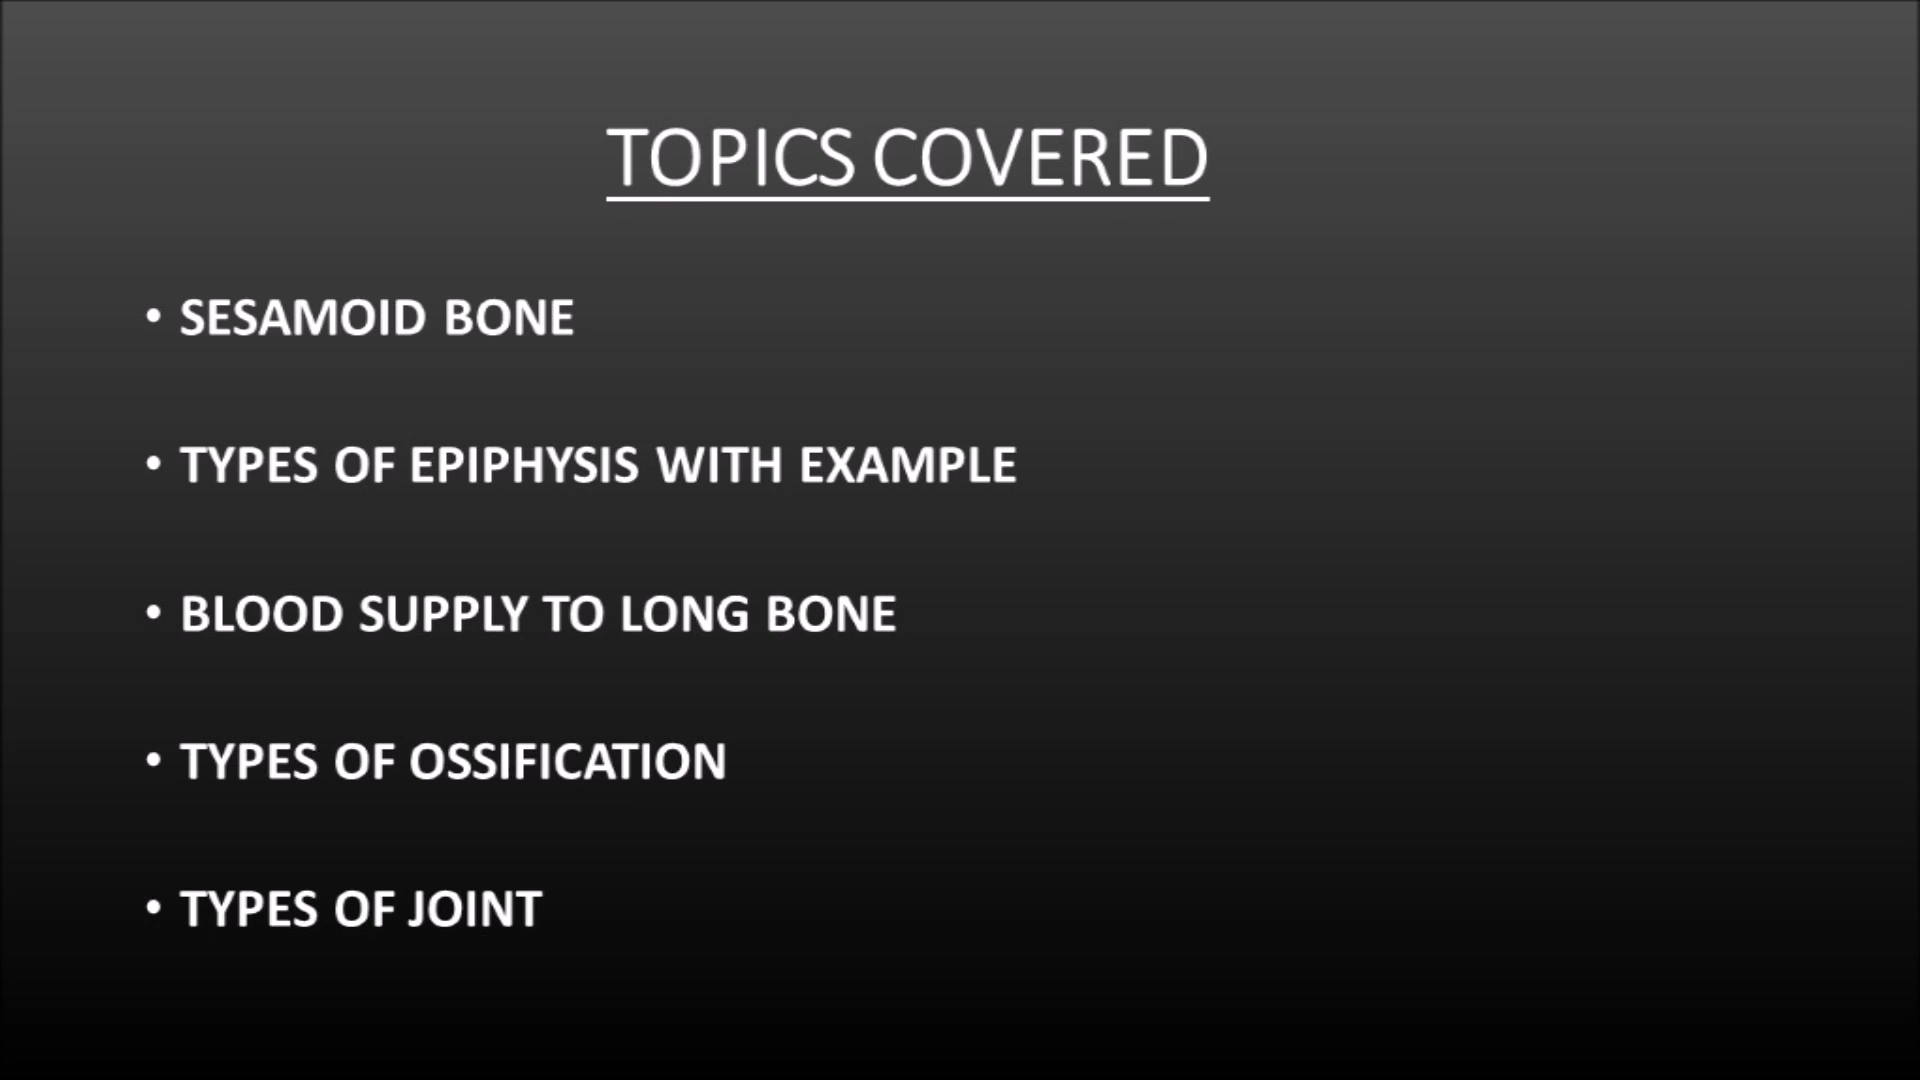 TOPICS COVERED
• SESAMOID BONE
• TYPES OF EPIPHYSIS WITH EXAMPLE
• BLOOD SUPPLY TO LONG BONE
• TYPES OF OSSIFICATION
• TYPES OF JOINT